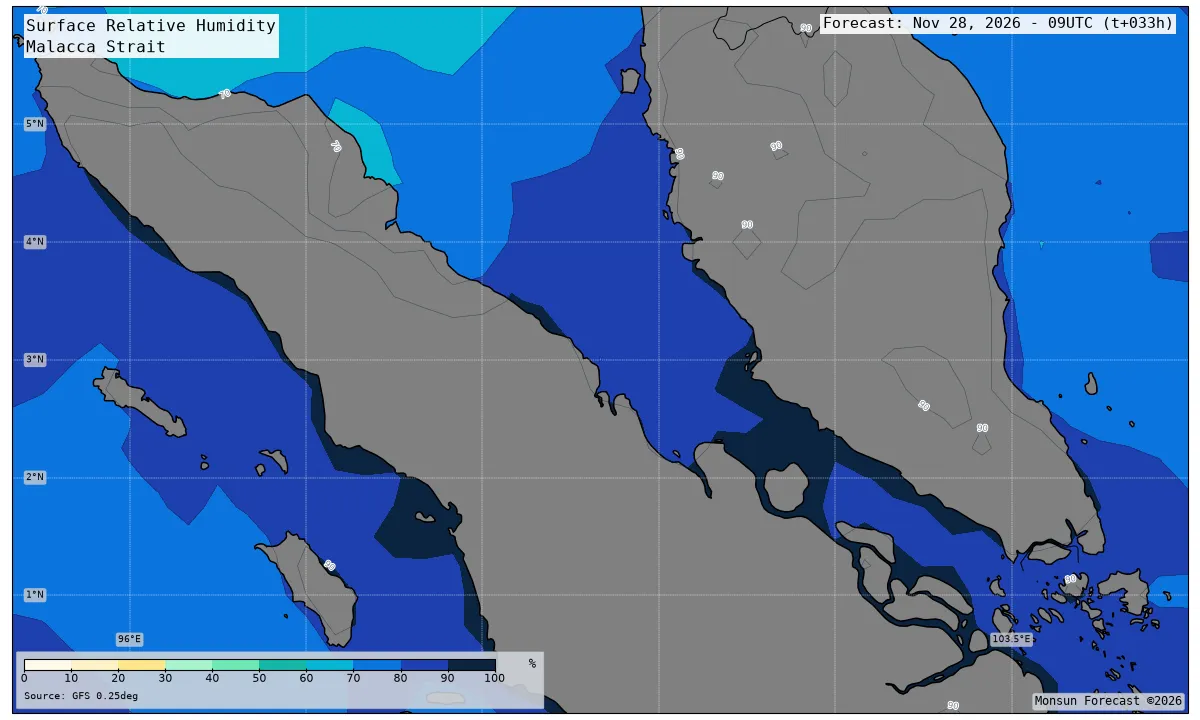 Surface Relative Humidity
Malacca Strait
Forecast: Nov 28, 2026 - 09UTC (t+033h)
70
90
70
5°N
70
90
90
90
4°N
90
3°N
90
90
2°N
90
90
1°N
96°E
103.5°E
%
0 10 20 30 40 50 60 70 80 90 100
Source: GFS 0.25deg
90
Monsun Forecast ©2026